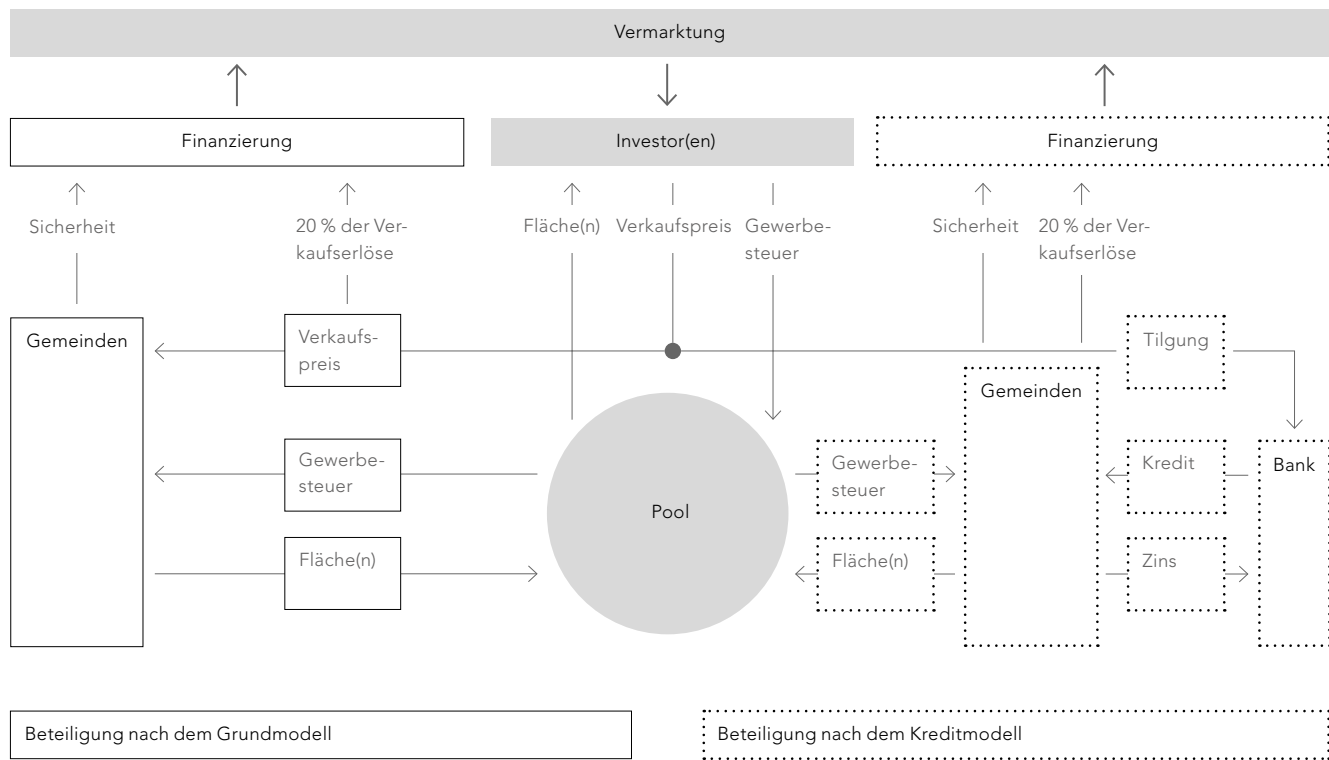 Vermarktung
Finanzierung
Investor(en)
Finanzierung
Sicherheit
20 % der Ver-
kaufserlöse
Fläche(n)
Verkaufspreis
Gewerbe-
steuer
Sicherheit
20 % der Ver-
kaufserlöse
Gemeinden
Verkaufs-
preis
Tilgung
Gemeinden
Gewerbe-
steuer
Gewerbe-
steuer
Kredit
Bank
Pool
Fläche(n)
Fläche(n)
Zins
Beteiligung nach dem Grundmodell
Beteiligung nach dem Kreditmodell